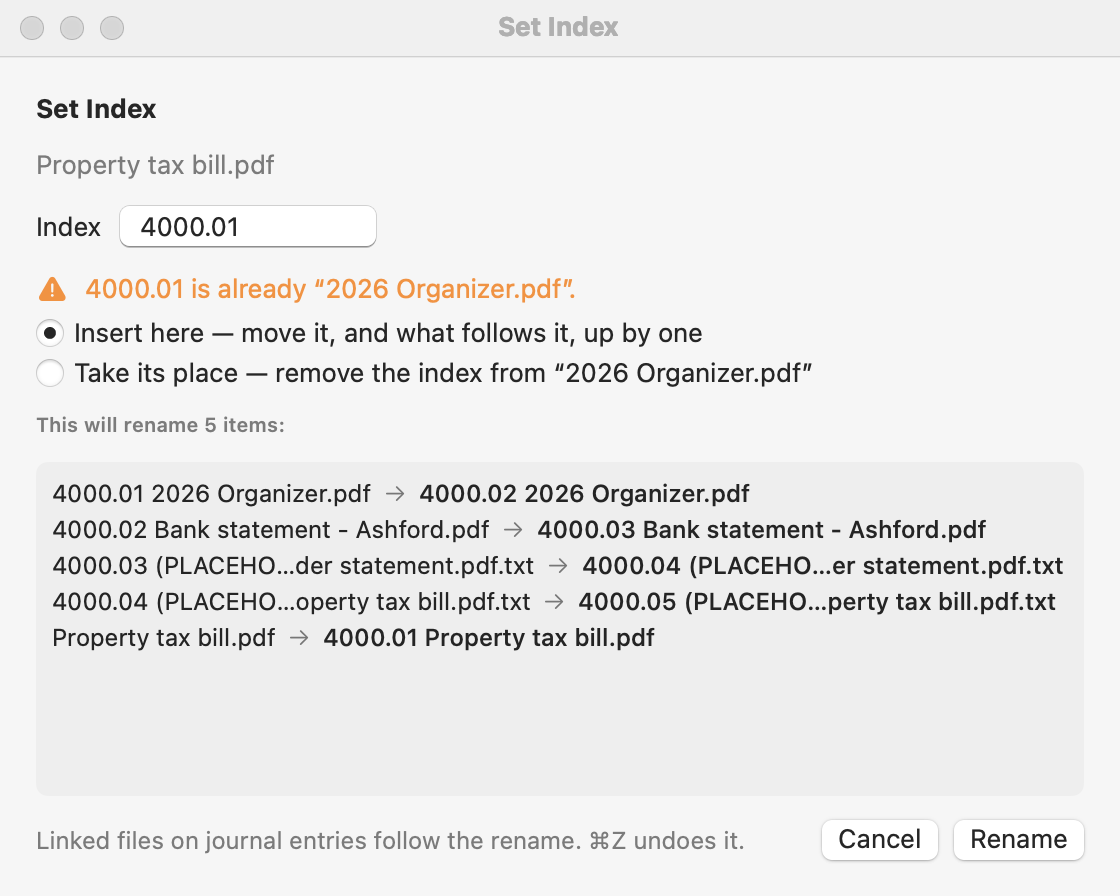 Set Index
Set Index
Property tax bill.pdf
Index 4000.01
4000.01 is already “2026 Organizer.pdf”.
Insert here — move it, and what follows it, up by one
Take its place — remove the index from “2026 Organizer.pdf”
This will rename 5 items:
4000.01 2026 Organizer.pdf → 4000.02 2026 Organizer.pdf
4000.02 Bank statement - Ashford.pdf → 4000.03 Bank statement - Ashford.pdf
4000.03 (PLACEHO...der statement.pdf.txt → 4000.04 (PLACEHO...er statement.pdf.txt
4000.04 (PLACEHO...operty tax bill.pdf.txt → 4000.05 (PLACEHO...perty tax bill.pdf.txt
Property tax bill.pdf → 4000.01 Property tax bill.pdf
Linked files on journal entries follow the rename. ⌘Z undoes it. Cancel Rename